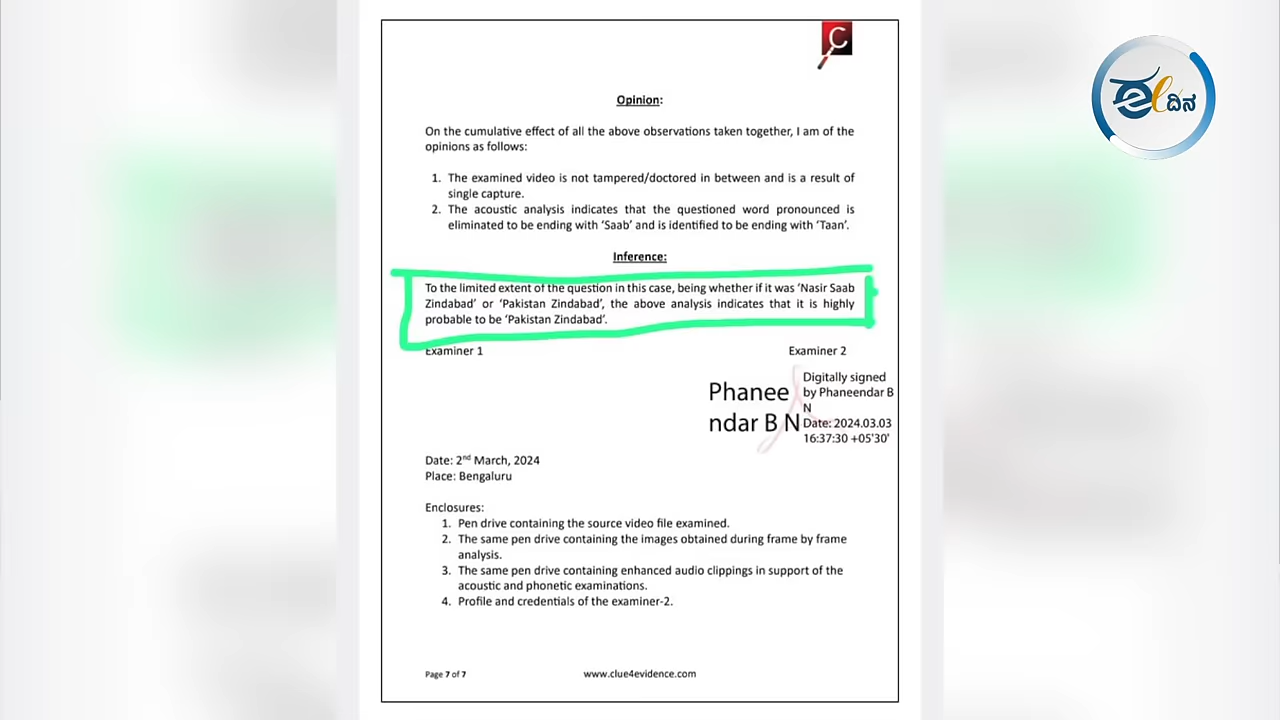 C
eಲ ದಿನ
Opinion:
On the cumulative effect of all the above observations taken together, I am of the
opinions as follows:
1. The examined video is not tampered/doctored in between and is a result of
single capture.
2. The acoustic analysis indicates that the questioned word pronounced is
eliminated to be ending with ‘Saab’ and is identified to be ending with ‘Taan’.
Inference:
To the limited extent of the question in this case, being whether if it was ‘Nasir Saab
Zindabad’ or ‘Pakistan Zindabad’, the above analysis indicates that it is highly
probable to be ‘Pakistan Zindabad’.
Examiner 1 Examiner 2
Phanee
ndar B N
Digitally signed
by Phaneendar B
N
Date: 2024.03.03
16:37:30 +05'30'
Date: 2nd March, 2024
Place: Bengaluru
Enclosures:
1. Pen drive containing the source video file examined.
2. The same pen drive containing the images obtained during frame by frame
analysis.
3. The same pen drive containing enhanced audio clippings in support of the
acoustic and phonetic examinations.
4. Profile and credentials of the examiner-2.
Page 7 of 7 www.clue4evidence.com